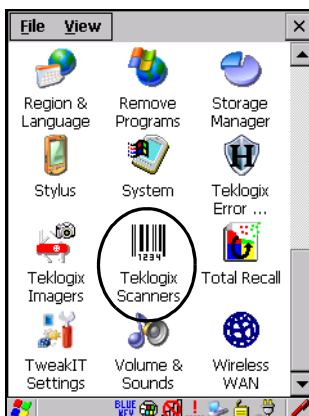 File View
Region & Remove Storage
Language Programs Manager
Stylus System Teklogix
Error ...
H
1234
Teklogix Teklogix Total Recall
Imagers Scanners
TweakIT Volume & Wireless
Settings Sounds WAN
BLUE
KEY